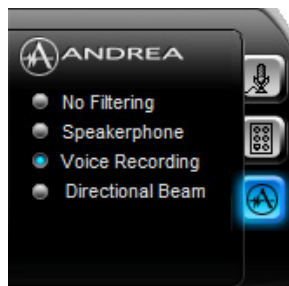 ANDREA
No Filtering
Speakerphone
Voice Recording
Directional Beam